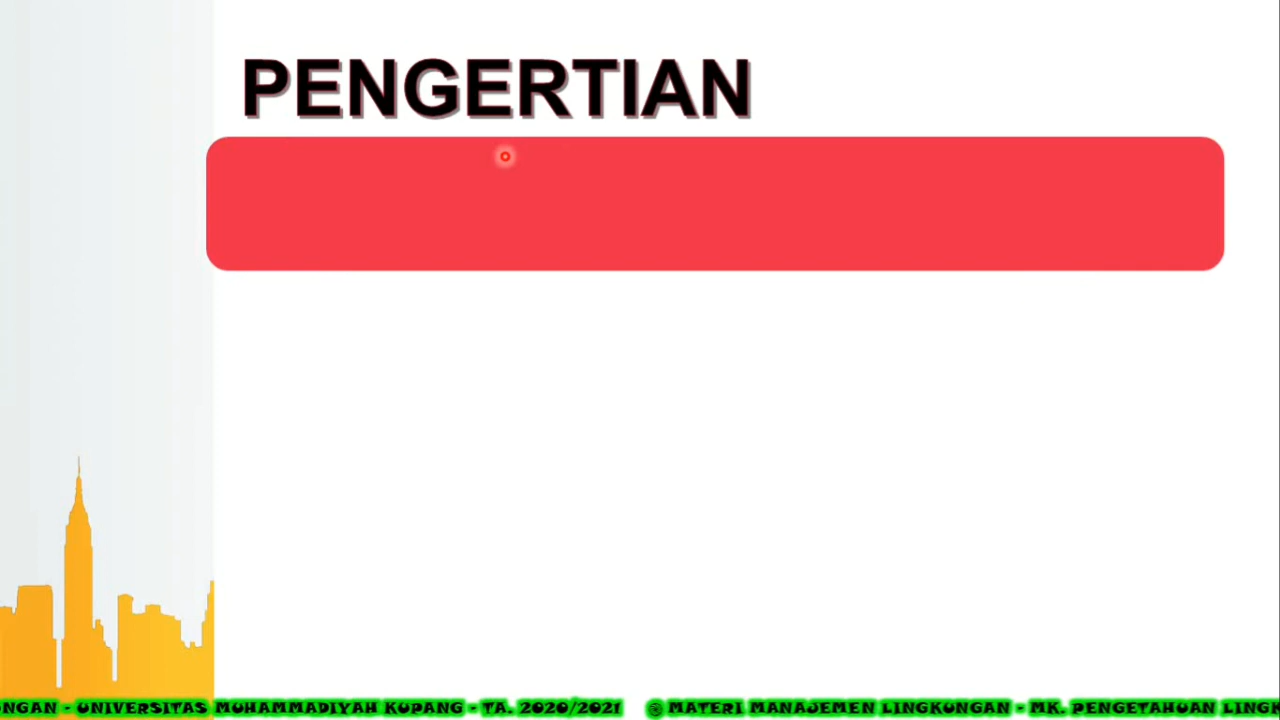 PENGERTIAN
NGAN - UNIVERSITAS MUHAMMADIYAH KUPANG - TA. 2020/2021 @ MATERI MANAJEMEN LINGKUNGAN - MK. PENGETAHUAN LINGK